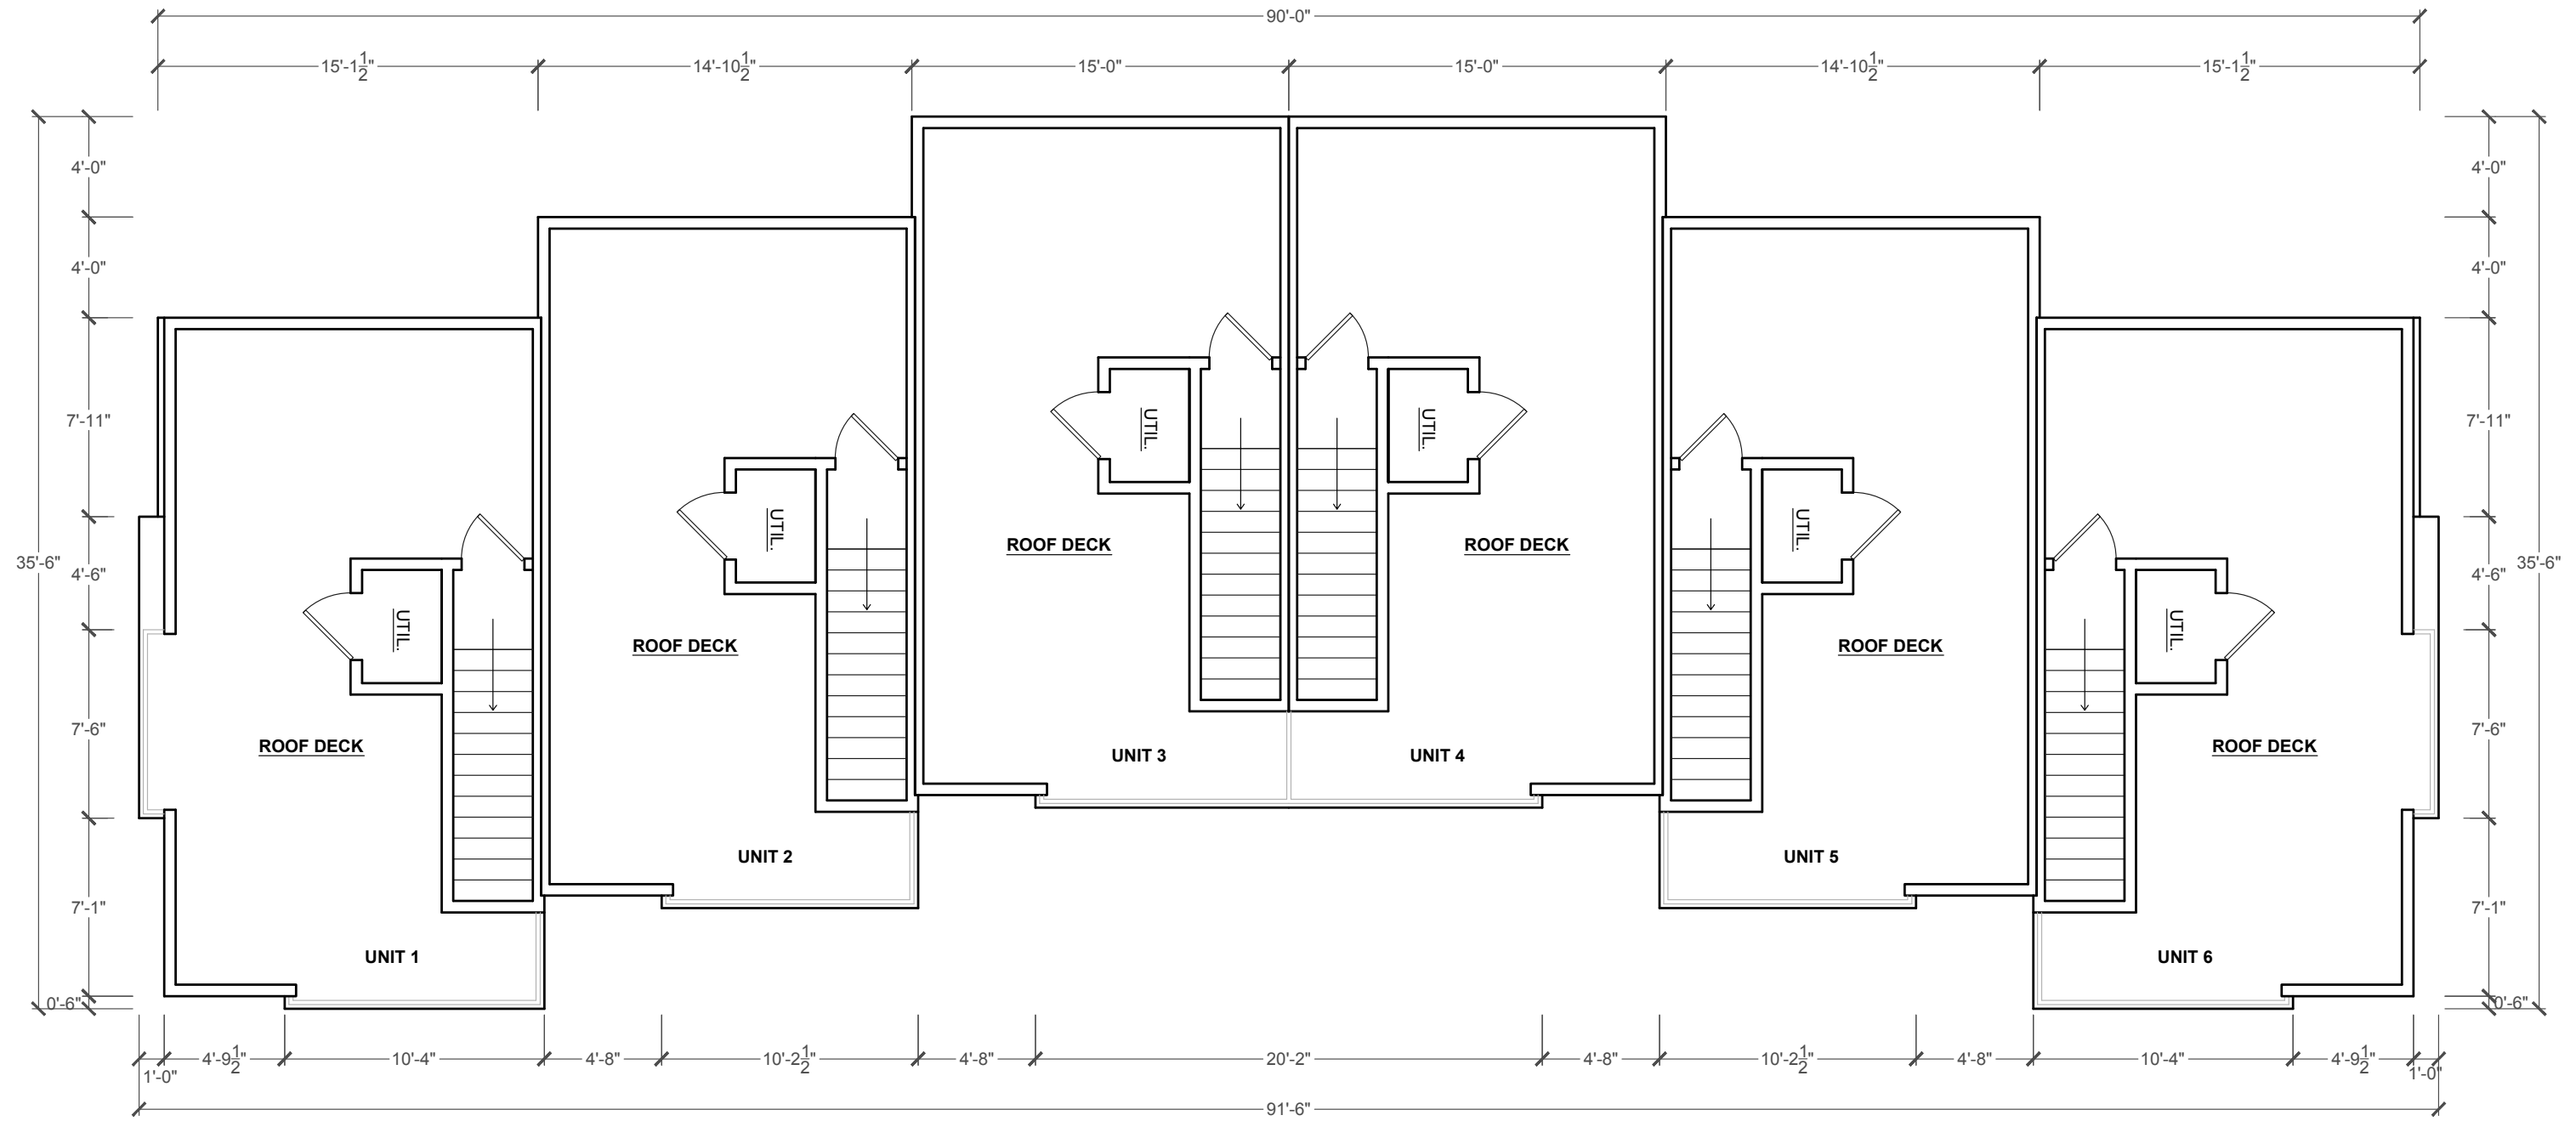 90'-0"
15'-1 1/2" 14'-10 1/2" 15'-0" 15'-0" 14'-10 1/2" 15'-1 1/2"
4'-0" 4'-0"
4'-0" 4'-0"
7'-11" 7'-11"
UTIL. UTIL.
UTIL. UTIL.
ROOF DECK ROOF DECK
35'-6" 4'-6" 4'-6" 35'-6"
UTIL. UTIL.
ROOF DECK ROOF DECK
7'-6" 7'-6"
ROOF DECK ROOF DECK
UNIT 3 UNIT 4
UNIT 2 UNIT 5
7'-1" 7'-1"
UNIT 1 UNIT 6
0'-6" 0'-6"
4'-9 1/2" 10'-4" 4'-8" 10'-2 1/2" 4'-8" 20'-2" 4'-8" 10'-2 1/2" 4'-8" 10'-4" 4'-9 1/2"
1'-0" 1'-0"
91'-6"